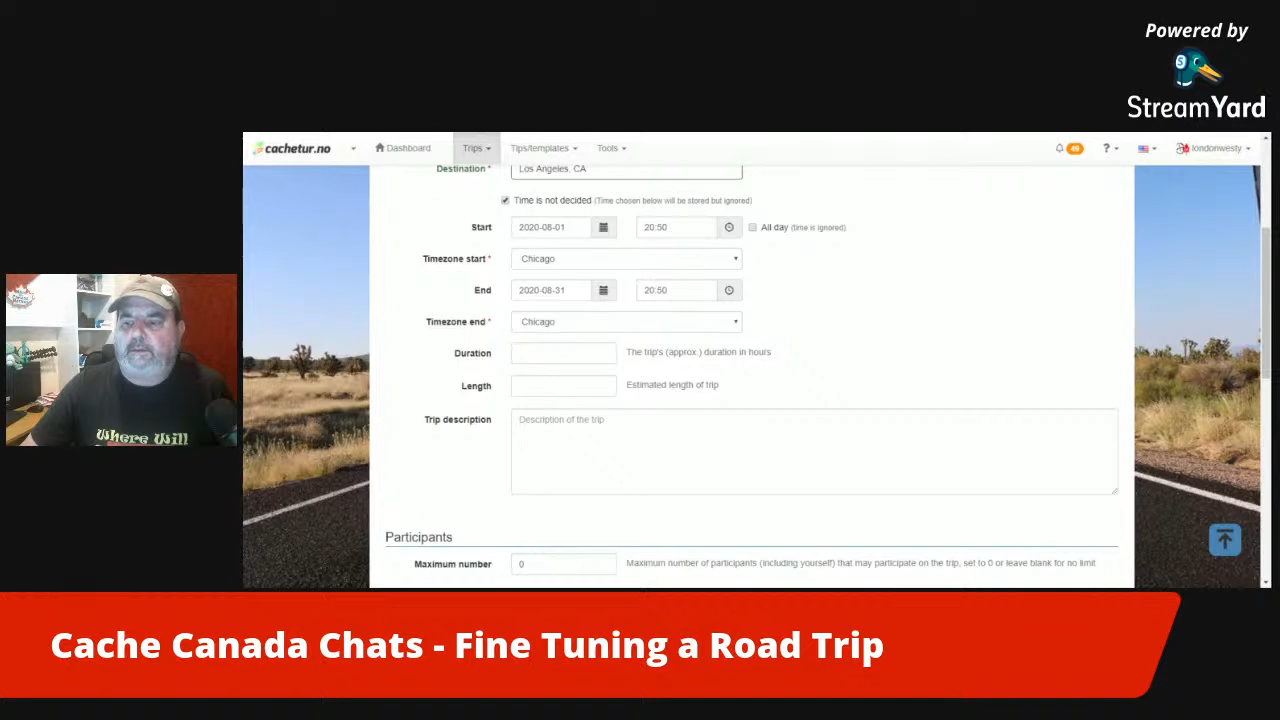 Powered by
StreamYard
cachetur.no Dashboard Trips Tips/templates Tools 49 ? londonwesty
Destination * Los Angeles, CA
Time is not decided (Time chosen below will be stored but ignored)
Start 2020-08-01 20:50 All day (time is ignored)
Timezone start * Chicago
End 2020-08-31 20:50
Timezone end * Chicago
Duration The trip's (approx.) duration in hours
Length Estimated length of trip
Trip description Description of the trip
Where Will
Participants
Maximum number 0 Maximum number of participants (including yourself) that may participate on the trip, set to 0 or leave blank for no limit
Cache Canada Chats - Fine Tuning a Road Trip